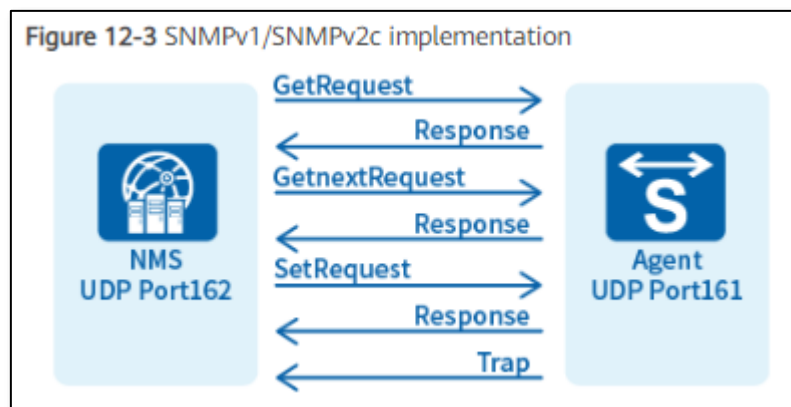 Figure 12-3 SNMPv1/SNMPv2c implementation
GetRequest
Response
GetnextRequest
Response
SetRequest
Response
Trap
NMS
UDP Port162
S
Agent
UDP Port161